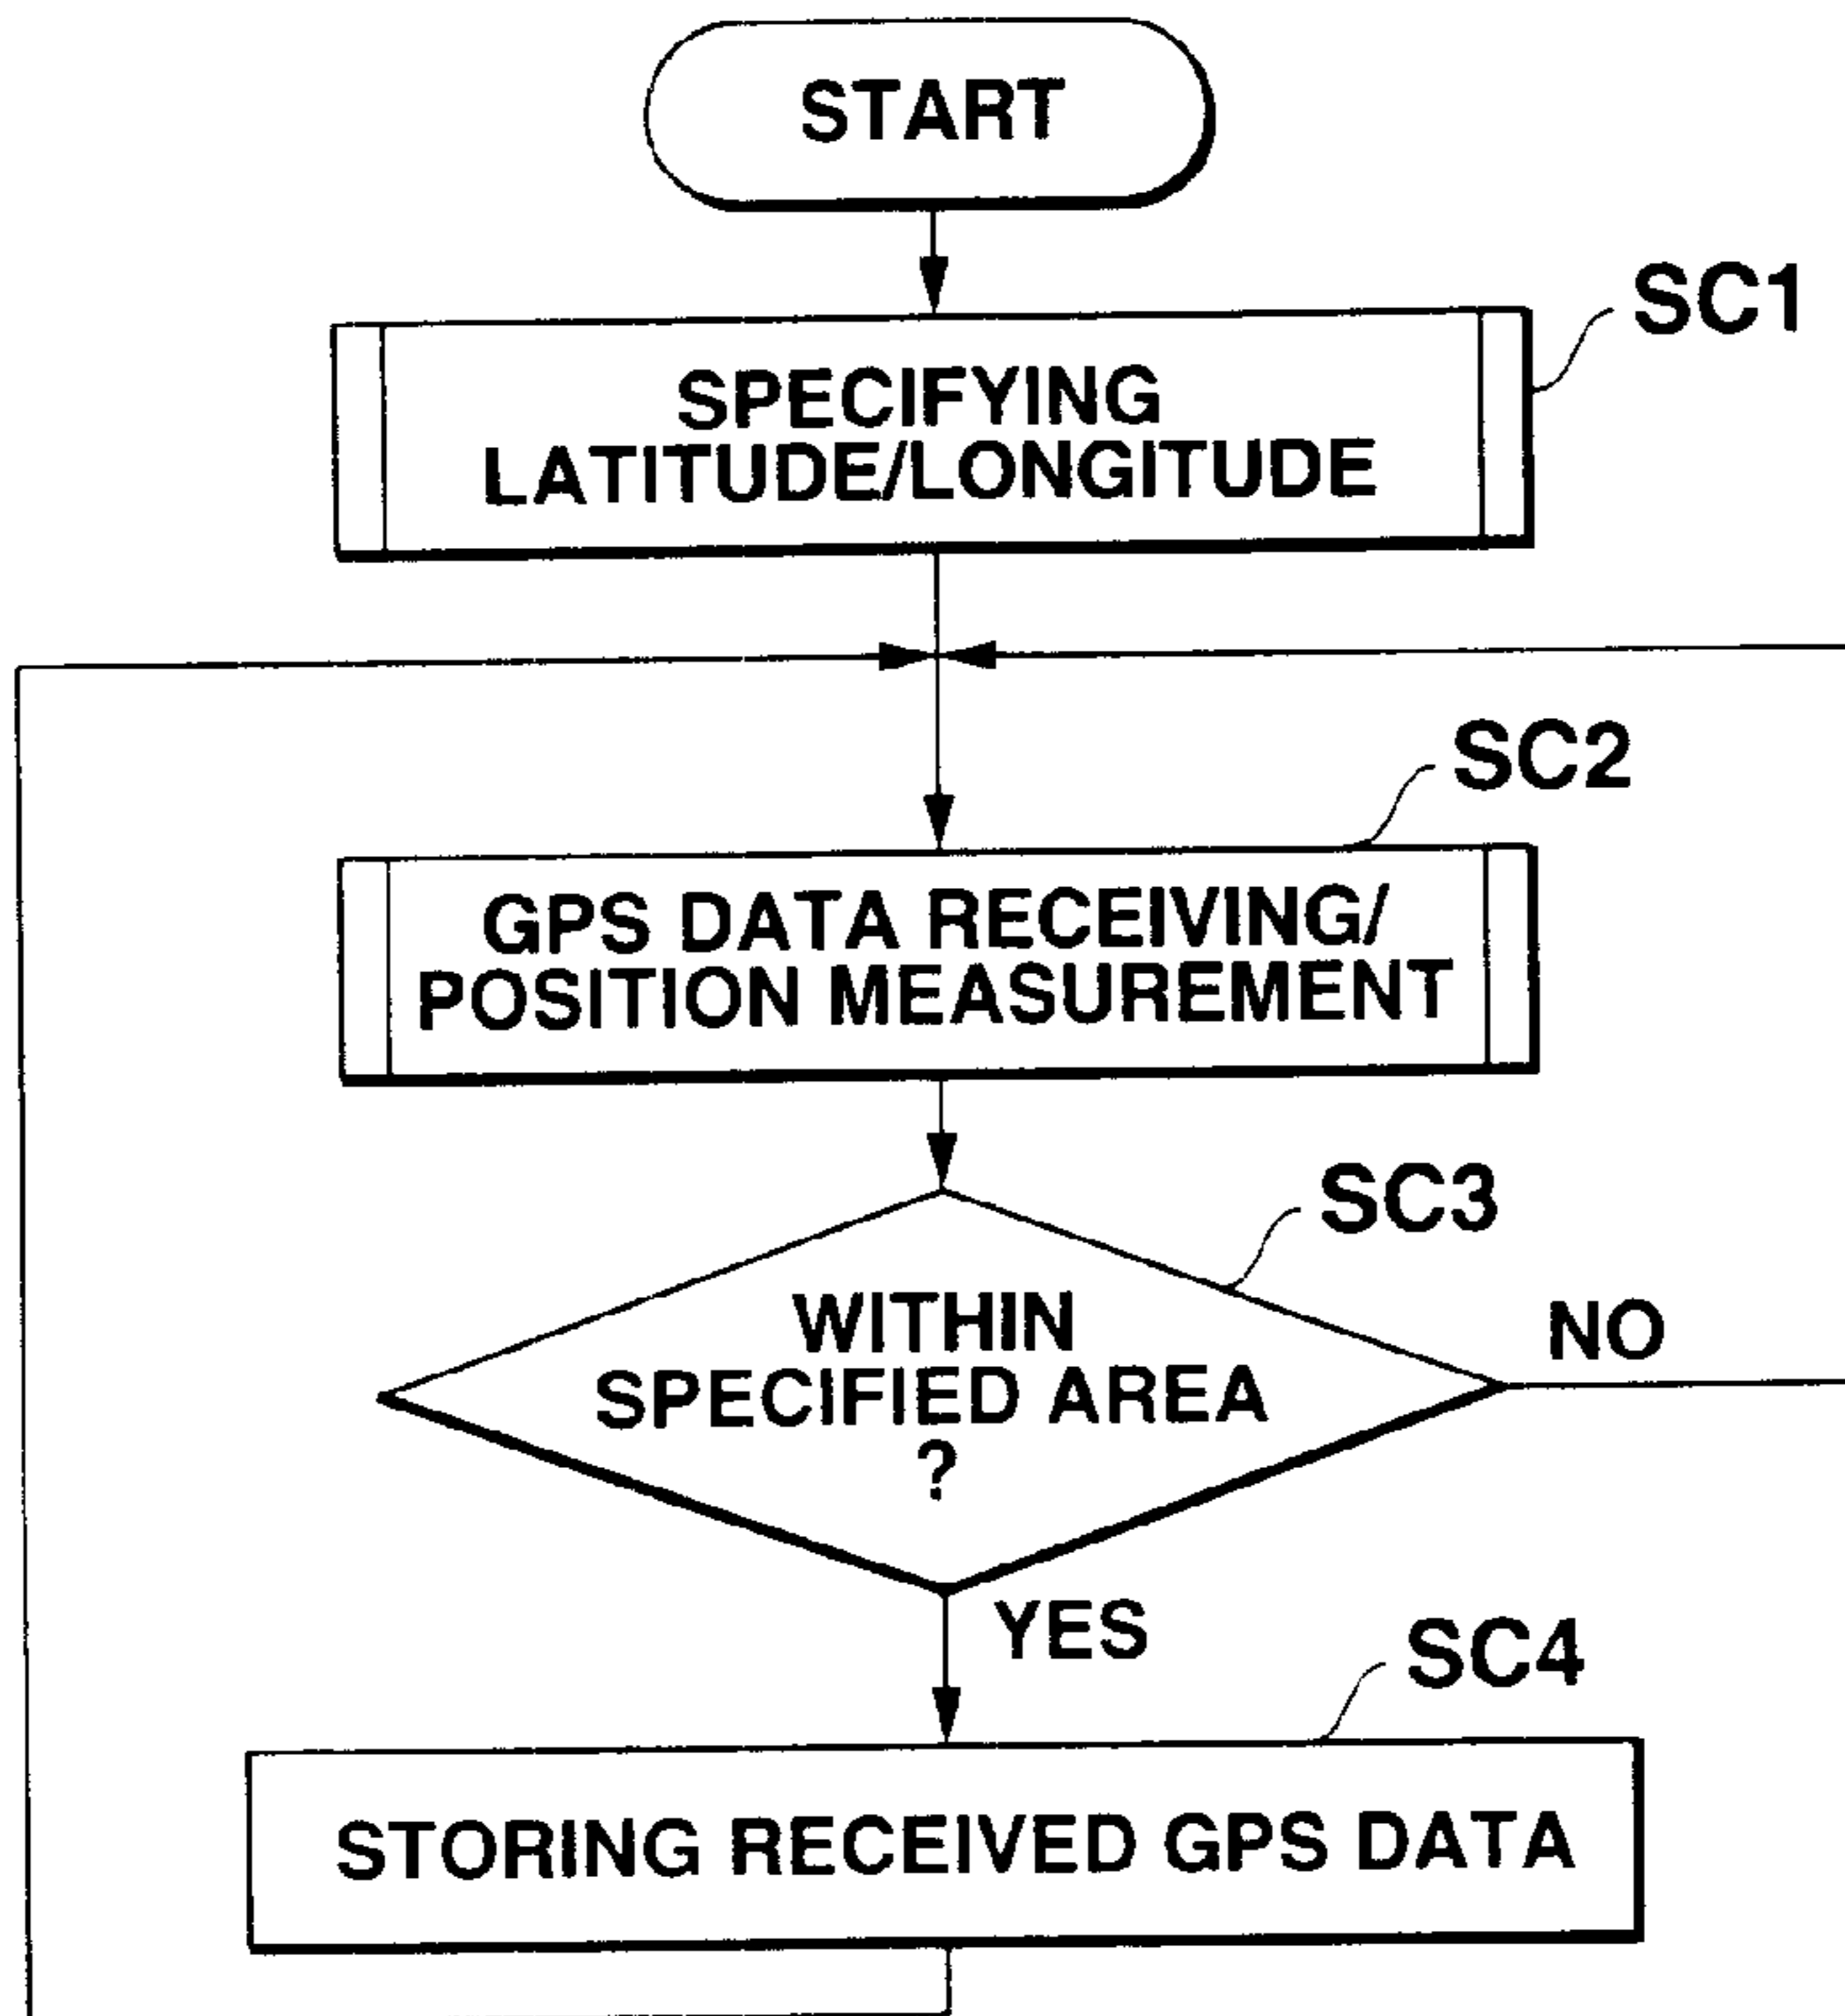 START
SC1
SPECIFYING
LATITUDE/LONGITUDE
SC2
GPS DATA RECEIVING/
POSITION MEASUREMENT
SC3
WITHIN
SPECIFIED AREA
?
NO
YES
SC4
STORING RECEIVED GPS DATA